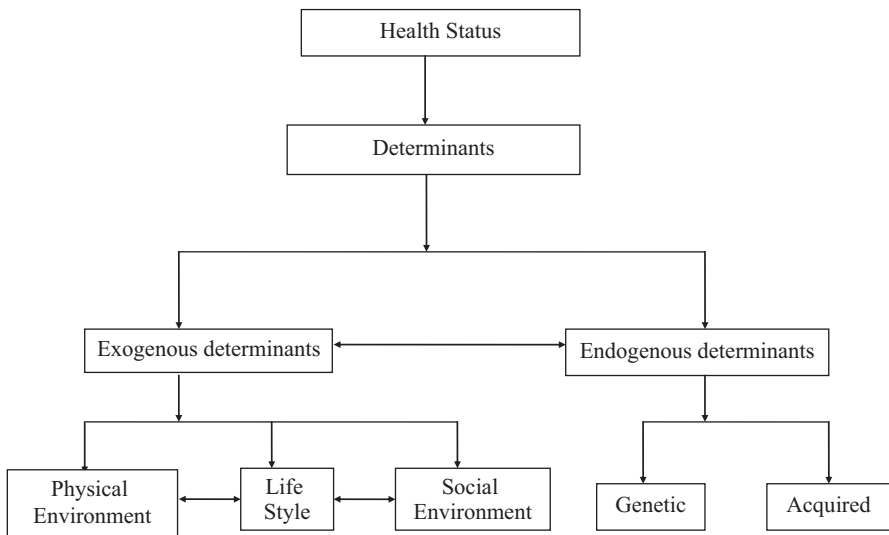 Health Status
Determinants
Exogenous determinants
Endogenous determinants
Physical
Environment
Life
Style
Social
Environment
Genetic
Acquired